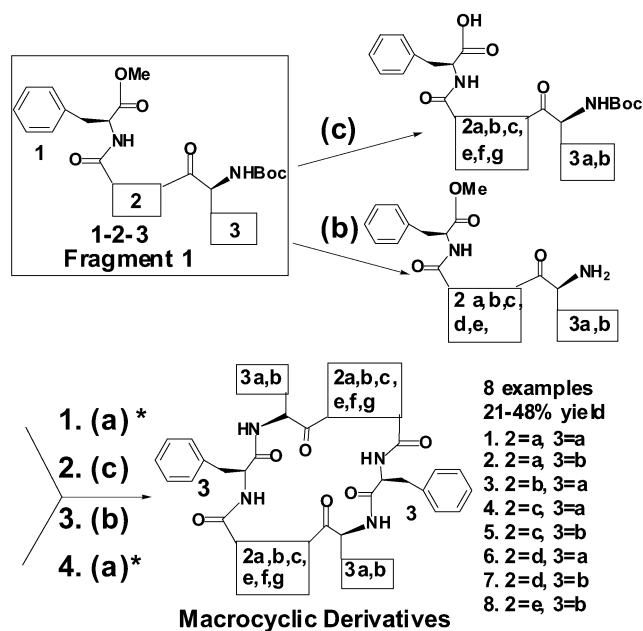 OH
O
NH
O
O
NHBoc
2a,b,c,
e,f,g
3a,b
(c)
OMe
O
1
NH
O
O
NHBoc
2
3
1-2-3
Fragment 1
(b)
OMe
O
NH
O
O
NH2
2 a,b,c,
d,e,
3a,b
1. (a) *
2. (c)
3. (b)
4. (a)*
3a,b
2a,b,c,
e,f,g
HN
O
O
O
3
NH
NH
O
O
O
HN
3
2a,b,c,
e,f,g
3a,b
Macrocyclic Derivatives
8 examples
21-48% yield
1. 2=a, 3=a
2. 2=a, 3=b
3. 2=b, 3=a
4. 2=c, 3=a
5. 2=c, 3=b
6. 2=d, 3=a
7. 2=d, 3=b
8. 2=e, 3=b